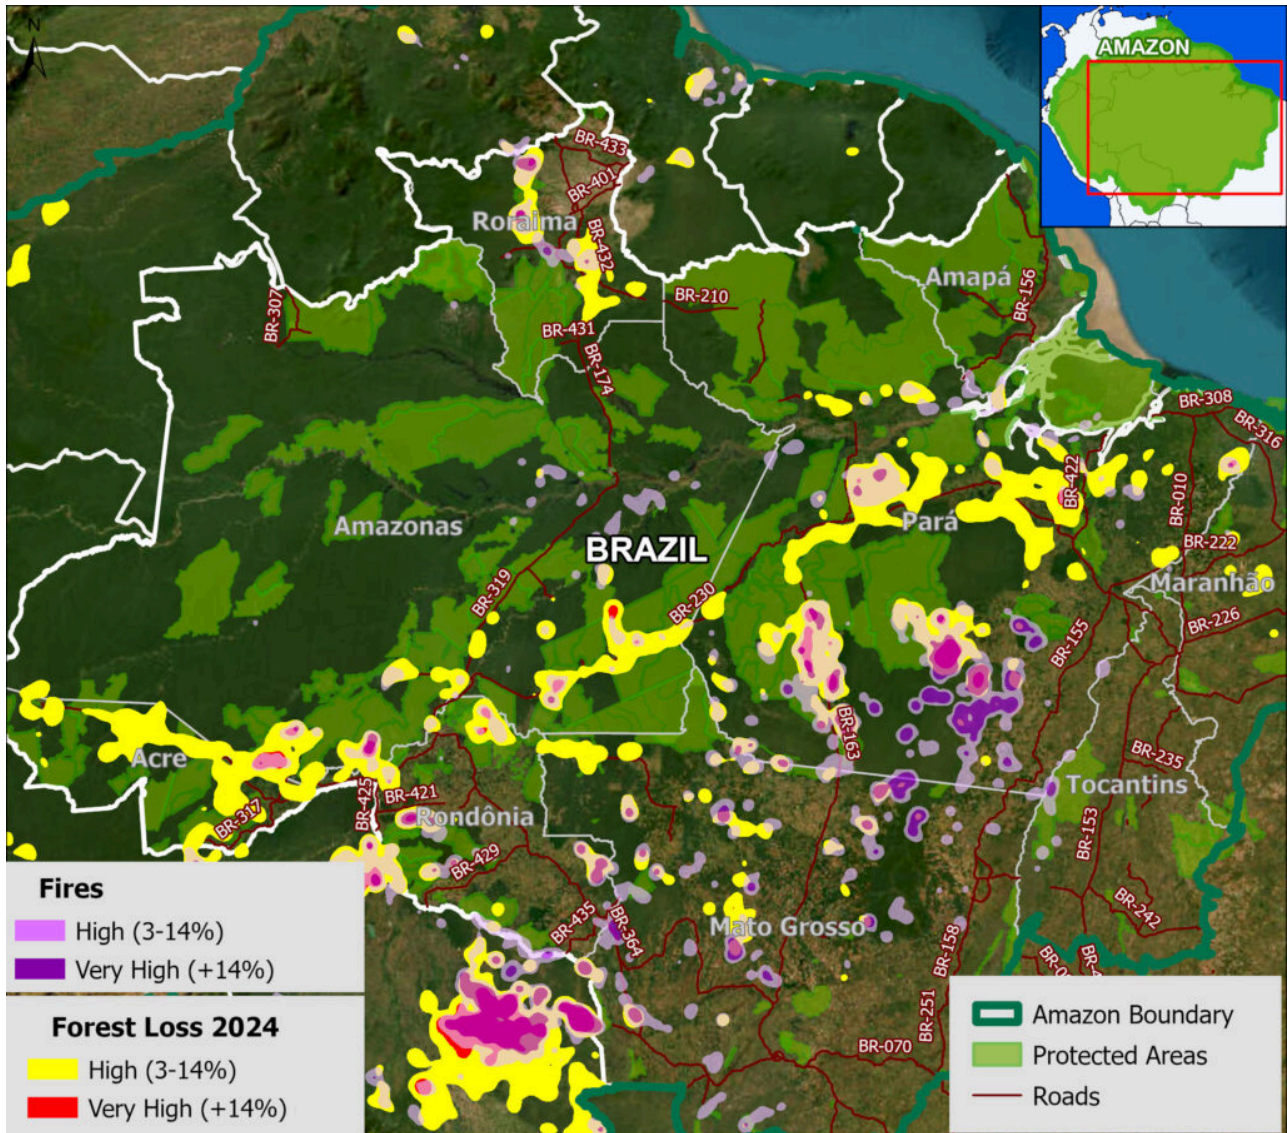 N
AMAZON
BR-433
BR-401
Roraima
BR-432
Amapá
BR-156
BR-307
BR-210
BR-431
BR-174
BR-308
BR-316
BR-422
BR-010
Amazonas
Pará
BRAZIL
BR-222
BR-319
Maranhão
BR-230
BR-226
BR-155
BR-163
BR-235
Acre
Tocantins
BR-425
BR-421
BR-317
Rondônia
BR-153
BR-429
BR-435
BR-364
Mato Grosso
BR-242
BR-158
BR-251
BR-070
Fires
High (3-14%)
Very High (+14%)
Forest Loss 2024
High (3-14%)
Very High (+14%)
Amazon Boundary
Protected Areas
Roads